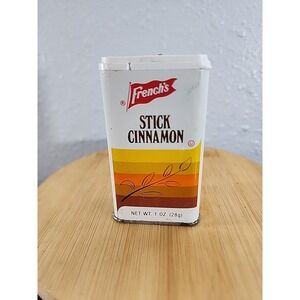 French's
®
STICK
CINNAMON
NET WT. 1 OZ. (28g)